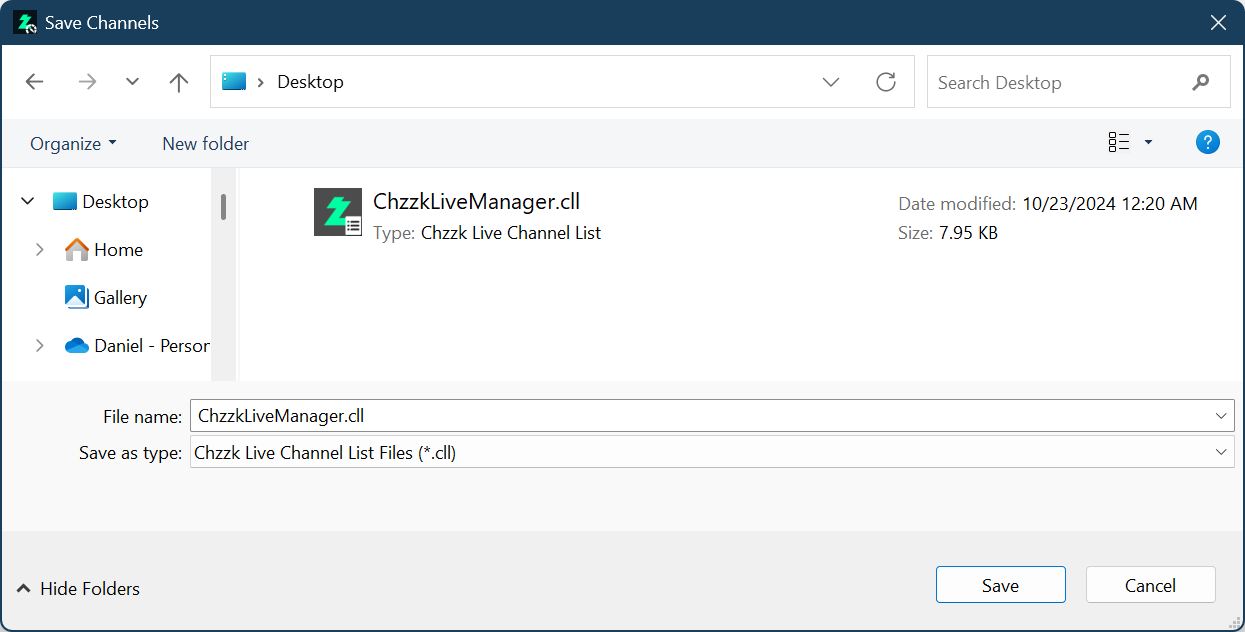 Save Channels
Desktop
Search Desktop
Organize
New folder
?
Desktop
Home
Gallery
Daniel - Person
ChzzkLiveManager.cll
Type: Chzzk Live Channel List
Date modified: 10/23/2024 12:20 AM
Size: 7.95 KB
File name: ChzzkLiveManager.cll
Save as type: Chzzk Live Channel List Files (*.cll)
Hide Folders
Save
Cancel